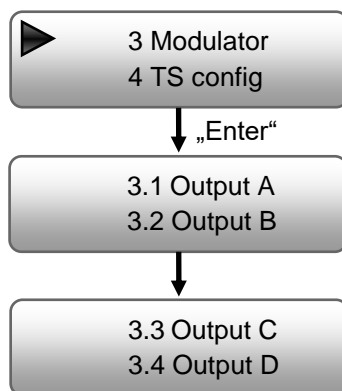 3 Modulator
4 TS config
„Enter“
3.1 Output A
3.2 Output B
3.3 Output C
3.4 Output D